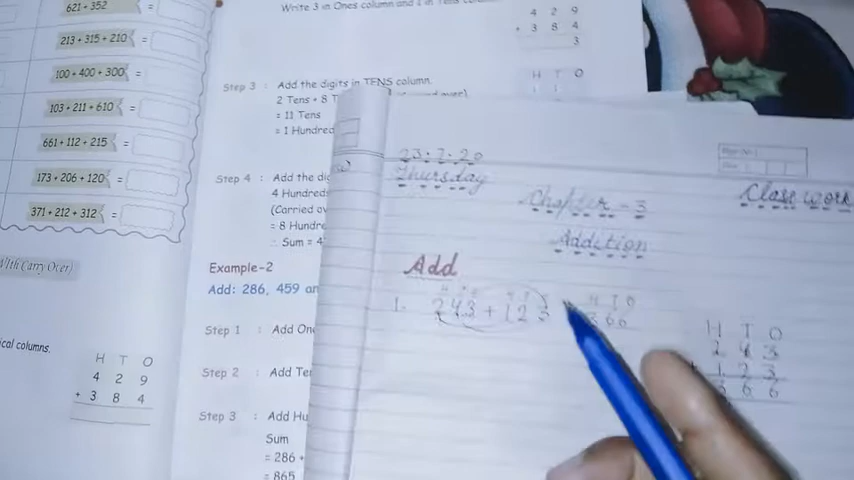 621 + 352
213 + 315 + 210 =
100 + 400 + 300 =
103 + 211 + 610 =
661 + 112 + 215 =
173 + 206 + 120 =
371 + 212 + 312 =
With Carry Over)
ical columns.
H T O
4 2 9
+ 3 8 4
Write 3 in Ones column and 1 in Tens
4 2 9
+ 3 8 4
3
H T O
1 1
Step 3 : Add the digits in TENS column.
2 Tens + 8 T
= 11 Tens
= 1 Hundred
Step 4 : Add the di
4 Hundreds
(Carried ov
= 8 Hundre
Sum = 4
Example-2
Add: 286, 459 an
Step 1 : Add On
Step 2 : Add Te
Step 3 : Add Hu
Sum
= 286 +
= 865
23.7.20
Thursday
Chapter - 3
Class work
Addition
Add
1. 243 + 123
H T O
366
H T O
2 4 3
+ 1 2 3
3 6 6